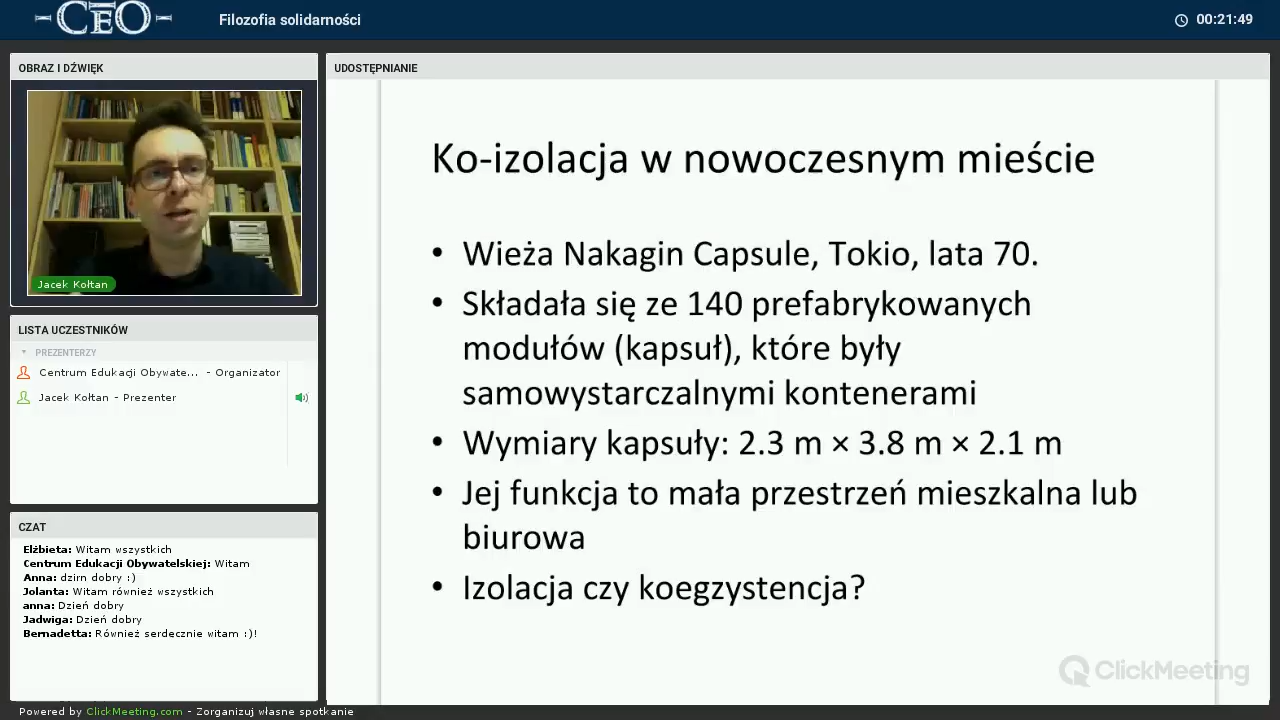 CEO
Filozofia solidarności
00:21:49
OBRAZ I DŹWIĘK
Jacek Kołtan
LISTA UCZESTNIKÓW
PREZENTERZY
Centrum Edukacji Obywate... - Organizator
Jacek Kołtan - Prezenter
CZAT
Elżbieta: Witam wszystkich
Centrum Edukacji Obywatelskiej: Witam
Anna: dzirn dobry :)
Jolanta: Witam również wszystkich
anna: Dzień dobry
Jadwiga: Dzień dobry
Bernadetta: Również serdecznie witam :)!
UDOSTĘPNIANIE
Ko-izolacja w nowoczesnym mieście
• Wieża Nakagin Capsule, Tokio, lata 70.
• Składała się ze 140 prefabrykowanych
modułów (kapsuł), które były
samowystarczalnymi kontenerami
• Wymiary kapsuły: 2.3 m × 3.8 m × 2.1 m
• Jej funkcja to mała przestrzeń mieszkalna lub
biurowa
• Izolacja czy koegzystencja?
ClickMeeting
Powered by ClickMeeting.com - Zorganizuj własne spotkanie